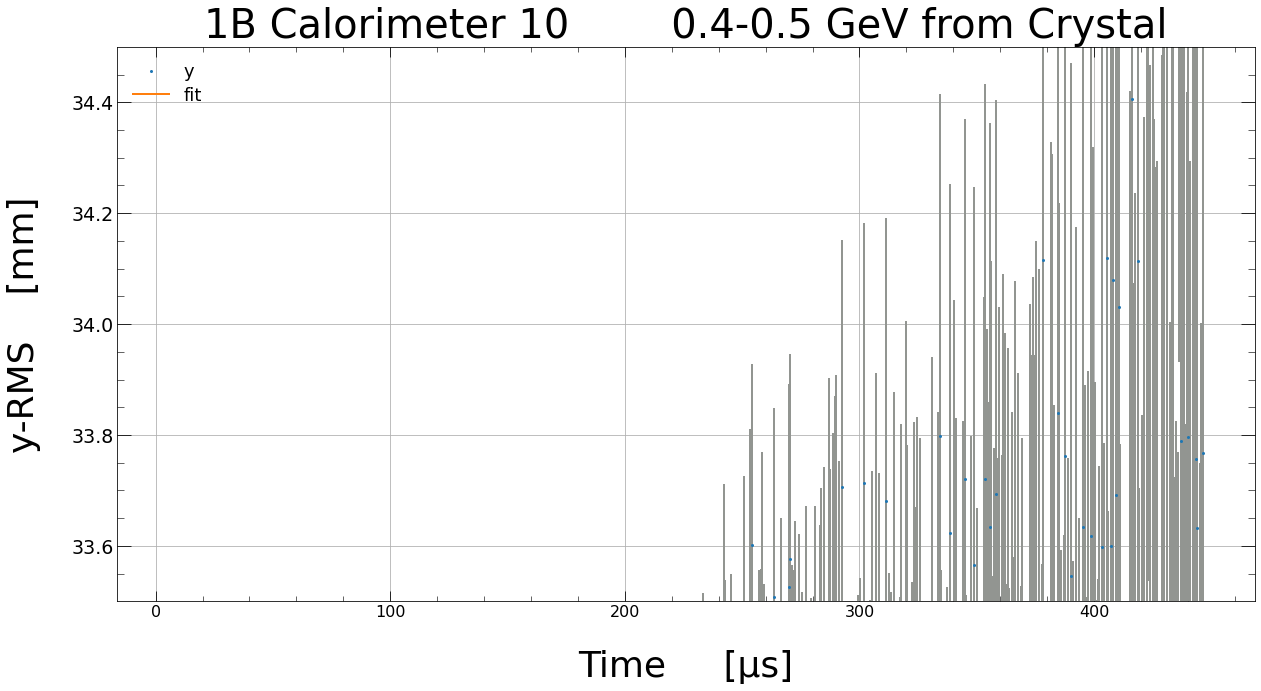 1B Calorimeter 10 0.4-0.5 GeV from Crystal
y
fit
34.4
34.2
34.0
33.8
33.6
y-RMS [mm]
0 100 200 300 400
Time [µs]